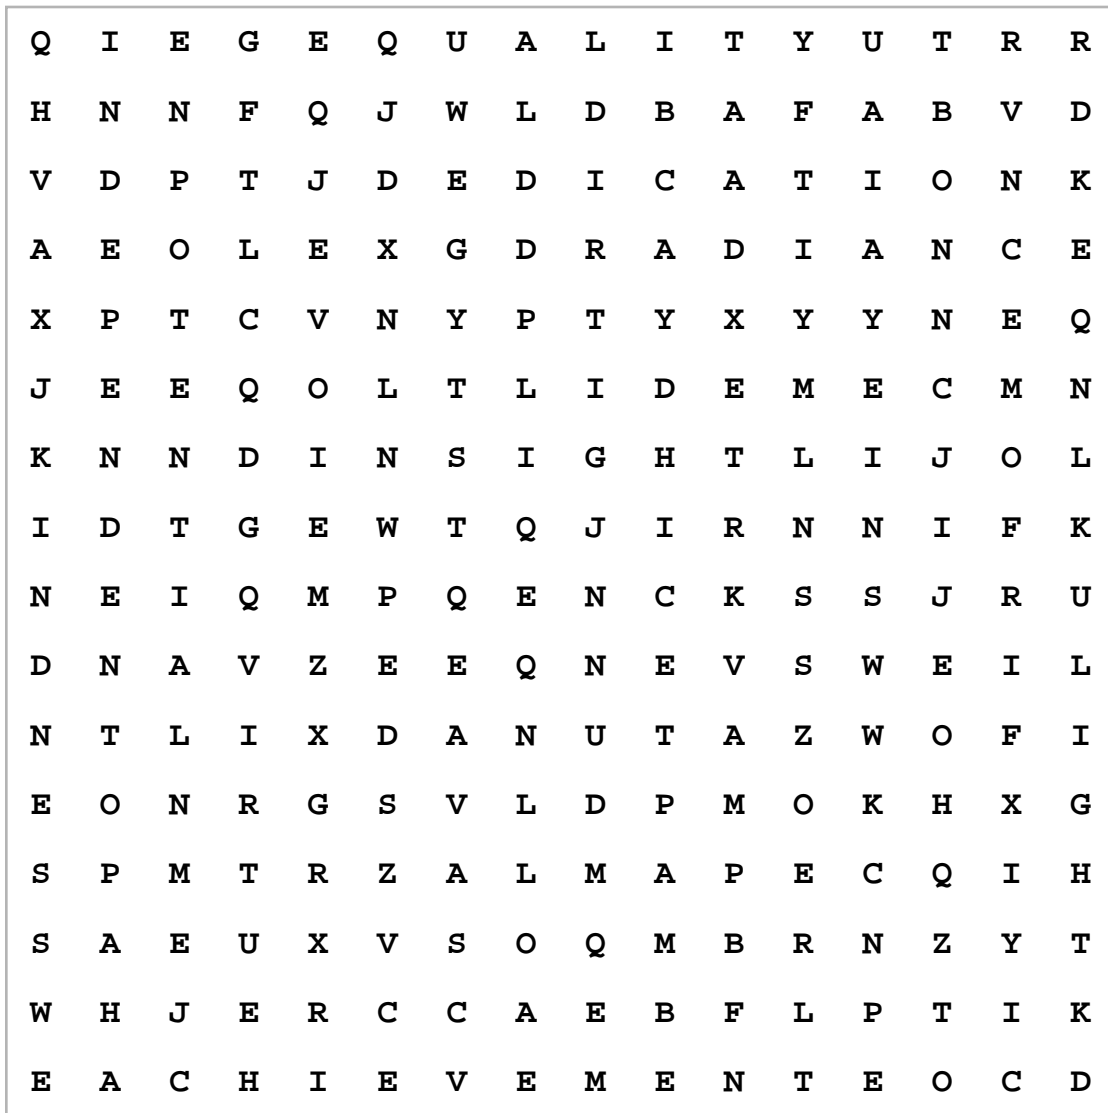 Q I E G E Q U A L I T Y U T R R
H N N F Q J W L D B A F A B V D
V D P T J D E D I C A T I O N K
A E O L E X G D R A D I A N C E
X P T C V N Y P T Y X Y Y N E Q
J E E Q O L T L I D E M E C M N
K N N D I N S I G H T L I J O L
I D T G E W T Q J I R N N I F K
N E I Q M P Q E N C K S S J R U
D N A V Z E E Q N E V S W E I L
N T L I X D A N U T A Z W O F I
E O N R G S V L D P M O K H X G
S P M T R Z A L M A P E C Q I H
S A E U X V S O Q M B R N Z Y T
W H J E R C C A E B F L P T I K
E A C H I E V E M E N T E O C D